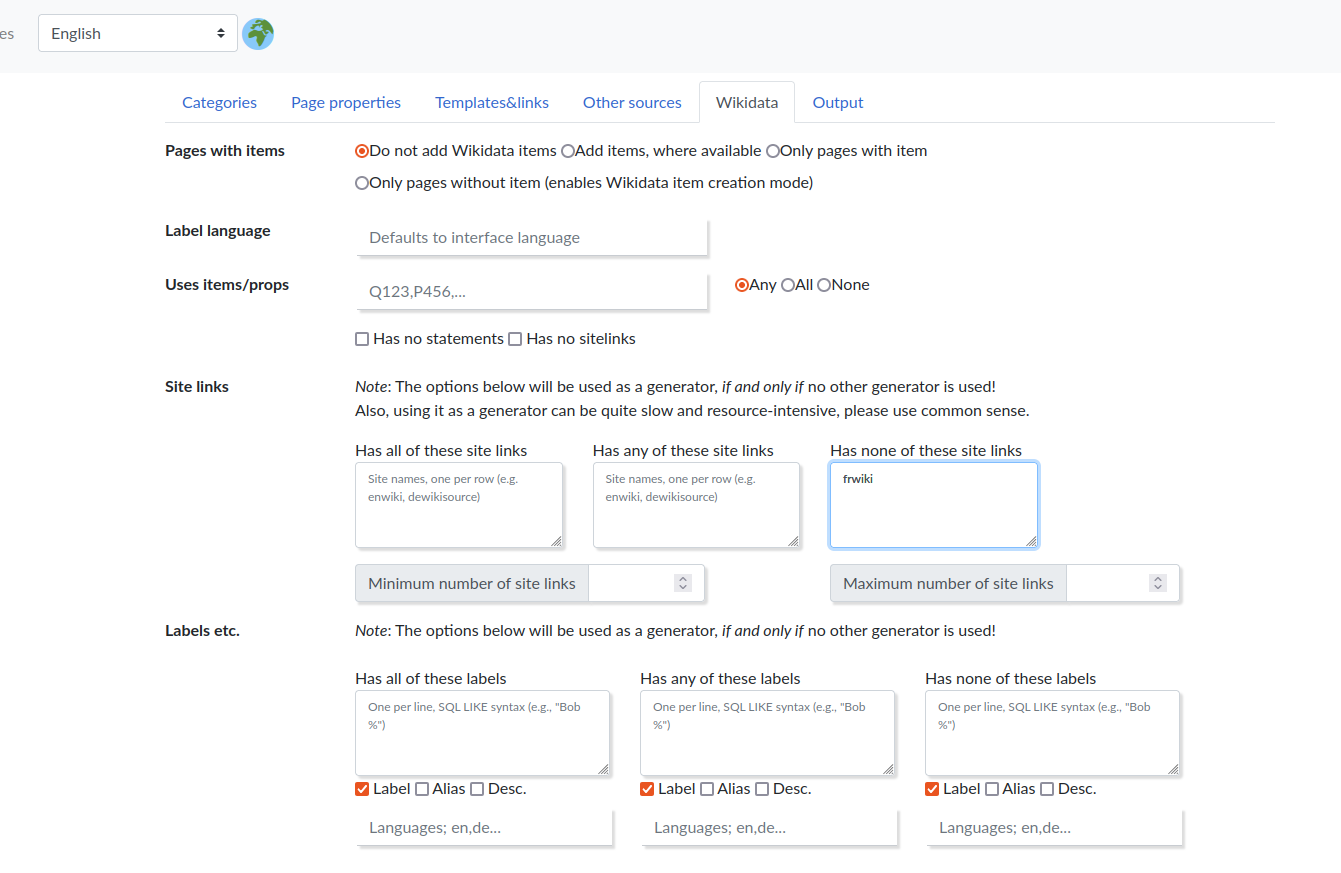 es English
Categories Page properties Templates&links Other sources Wikidata Output
Pages with items Do not add Wikidata items Add items, where available Only pages with item
Only pages without item (enables Wikidata item creation mode)
Label language Defaults to interface language
Uses items/props Q123,P456,... Any All None
Has no statements Has no sitelinks
Site links Note: The options below will be used as a generator, if and only if no other generator is used!
Also, using it as a generator can be quite slow and resource-intensive, please use common sense.
Has all of these site links Has any of these site links Has none of these site links
Site names, one per row (e.g. Site names, one per row (e.g. frwiki
enwiki, dewikisource) enwiki, dewikisource)
Minimum number of site links Maximum number of site links
Labels etc. Note: The options below will be used as a generator, if and only if no other generator is used!
Has all of these labels Has any of these labels Has none of these labels
One per line, SQL LIKE syntax (e.g., "Bob One per line, SQL LIKE syntax (e.g., "Bob One per line, SQL LIKE syntax (e.g., "Bob
%") %") %")
Label Alias Desc. Label Alias Desc. Label Alias Desc.
Languages; en,de... Languages; en,de... Languages; en,de...